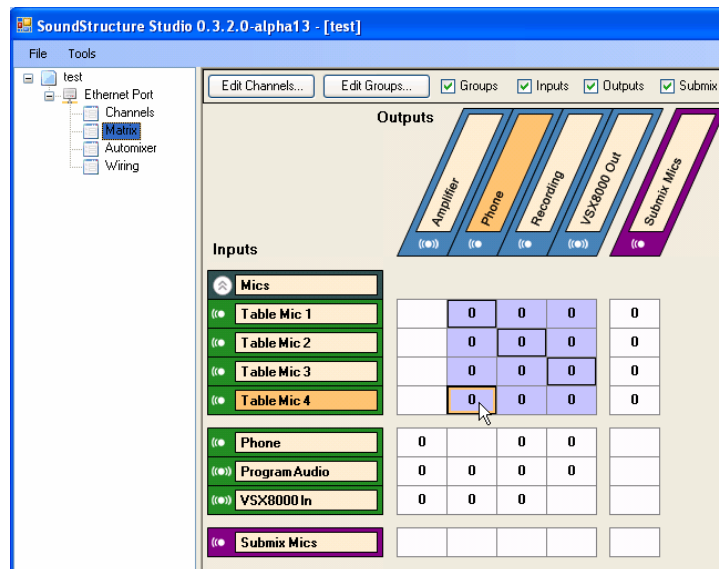 SoundStructure Studio 0.3.2.0-alpha13 - [test]
File Tools
test
Ethernet Port
Channels
Matrix
Automixer
Wiring
Edit Channels... Edit Groups... Groups Inputs Outputs Submix
Outputs
Amplifier Phone Recording VSX8000 Out Submix Mics
Inputs
Mics
Table Mic 1 0 0 0 0
Table Mic 2 0 0 0 0
Table Mic 3 0 0 0 0
Table Mic 4 0 0 0 0
Phone 0 0 0
Program Audio 0 0 0 0
VSX8000 In 0 0 0
Submix Mics